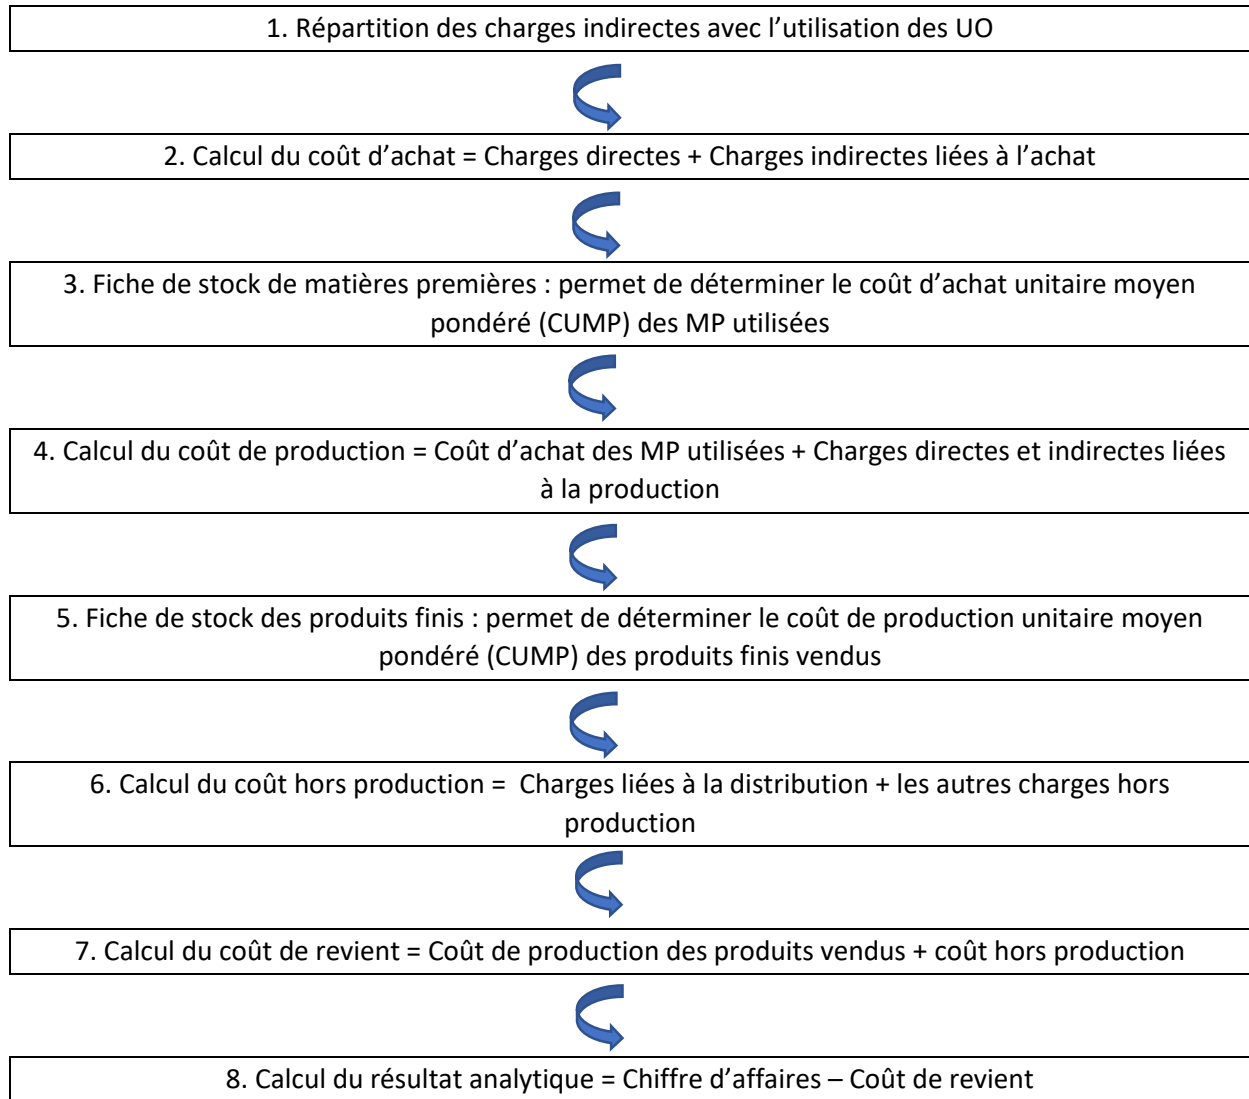 1. Répartition des charges indirectes avec l’utilisation des UO
2. Calcul du coût d’achat = Charges directes + Charges indirectes liées à l’achat
3. Fiche de stock de matières premières : permet de déterminer le coût d’achat unitaire moyen
pondéré (CUMP) des MP utilisées
4. Calcul du coût de production = Coût d’achat des MP utilisées + Charges directes et indirectes liées
à la production
5. Fiche de stock des produits finis : permet de déterminer le coût de production unitaire moyen
pondéré (CUMP) des produits finis vendus
6. Calcul du coût hors production = Charges liées à la distribution + les autres charges hors
production
7. Calcul du coût de revient = Coût de production des produits vendus + coût hors production
8. Calcul du résultat analytique = Chiffre d’affaires – Coût de revient